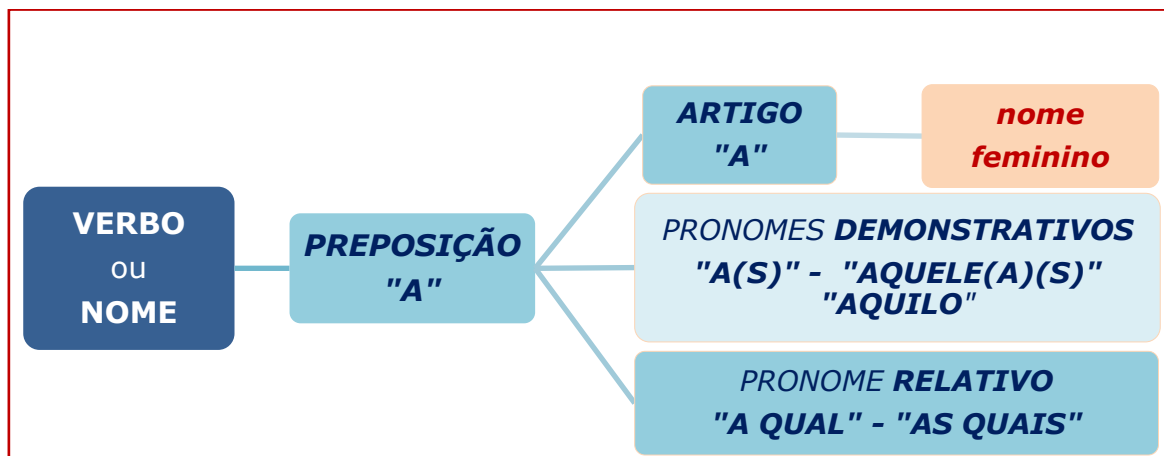 VERBO
ou
NOME
PREPOSIÇÃO
"A"
ARTIGO
"A"
nome
feminino
PRONOMES DEMONSTRATIVOS
"A(S)" - "AQUELE(A)(S)"
"AQUILO"
PRONOME RELATIVO
"A QUAL" - "AS QUAIS"